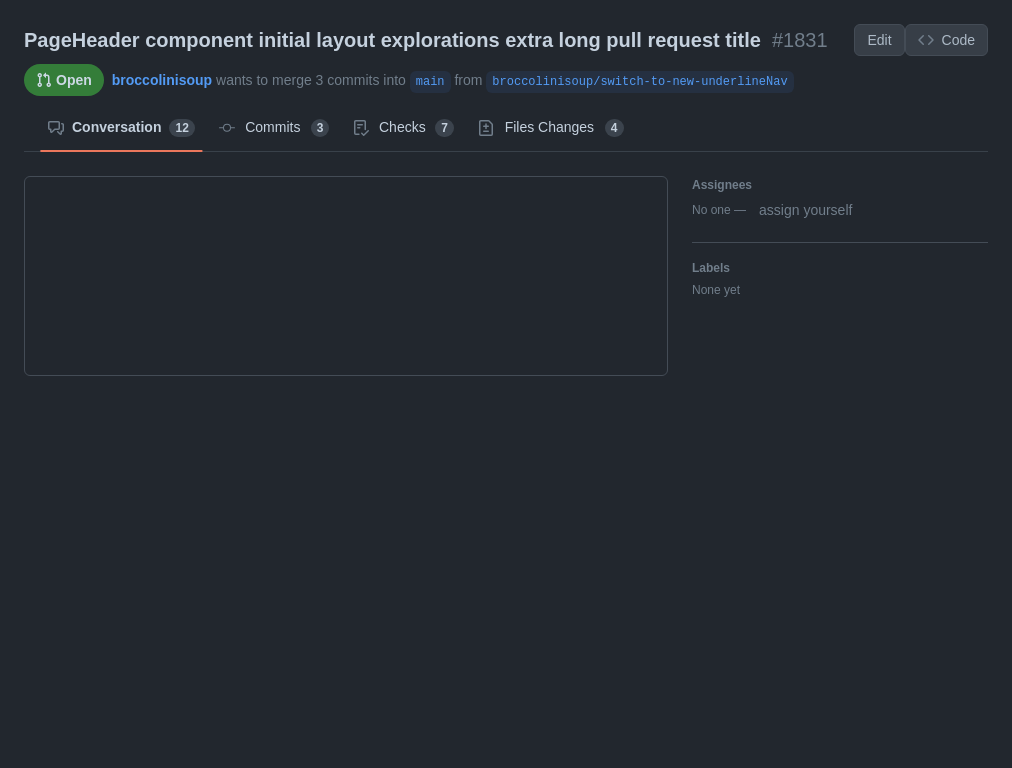 PageHeader component initial layout explorations extra long pull request title #1831 Edit Code
Open broccolinisoup wants to merge 3 commits into main from broccolinisoup/switch-to-new-underlineNav
Conversation 12 Commits 3 Checks 7 Files Changes 4
Assignees
No one — assign yourself
Labels
None yet